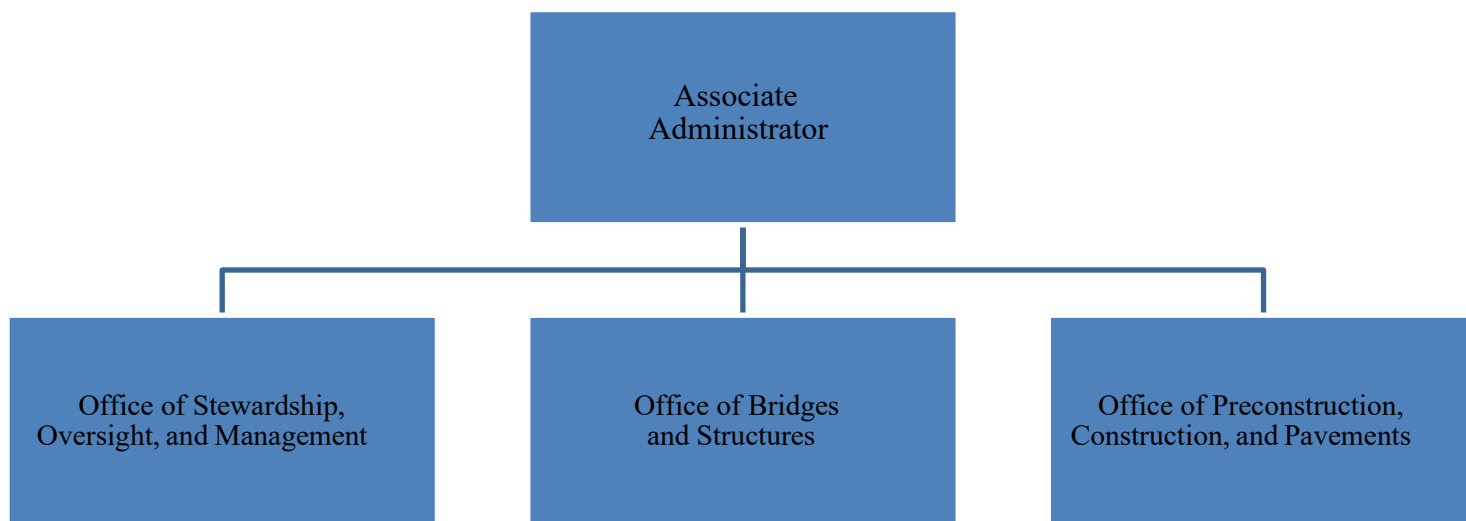 Associate
Administrator
Office of Stewardship,
Oversight, and Management
Office of Bridges
and Structures
Office of Preconstruction,
Construction, and Pavements